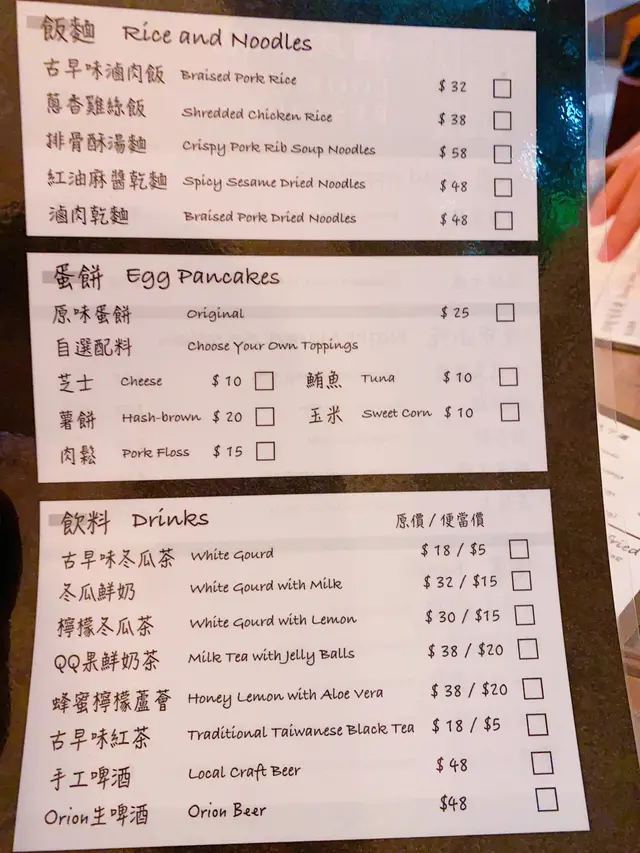 飯麵 Rice and Noodles
古早味滷肉飯 Braised Pork Rice $ 32
蔥香雞絲飯 Shredded Chicken Rice $ 38
排骨酥湯麵 Crispy Pork Rib Soup Noodles $ 58
紅油麻醬乾麵 Spicy Sesame Dried Noodles $ 48
滷肉乾麵 Braised Pork Dried Noodles $ 48
蛋餅 Egg Pancakes
原味蛋餅 Original $ 25
自選配料 Choose Your Own Toppings
芝士 Cheese $ 10 鮪魚 Tuna $ 10
薯餅 Hash-brown $ 20 玉米 Sweet Corn $ 10
肉鬆 Pork Floss $ 15
飲料 Drinks 原價 / 便當價
古早味冬瓜茶 White Gourd $ 18 / $5
冬瓜鮮奶 White Gourd with Milk $ 32 / $15
檸檬冬瓜茶 White Gourd with Lemon $ 30 / $15
QQ果鮮奶茶 Milk Tea with Jelly Balls $ 38 / $20
蜂蜜檸檬蘆薈 Honey Lemon with Aloe Vera $ 38 / $20
古早味紅茶 Traditional Taiwanese Black Tea $ 18 / $5
手工啤酒 Local Craft Beer $ 48
Orion生啤酒 Orion Beer $48